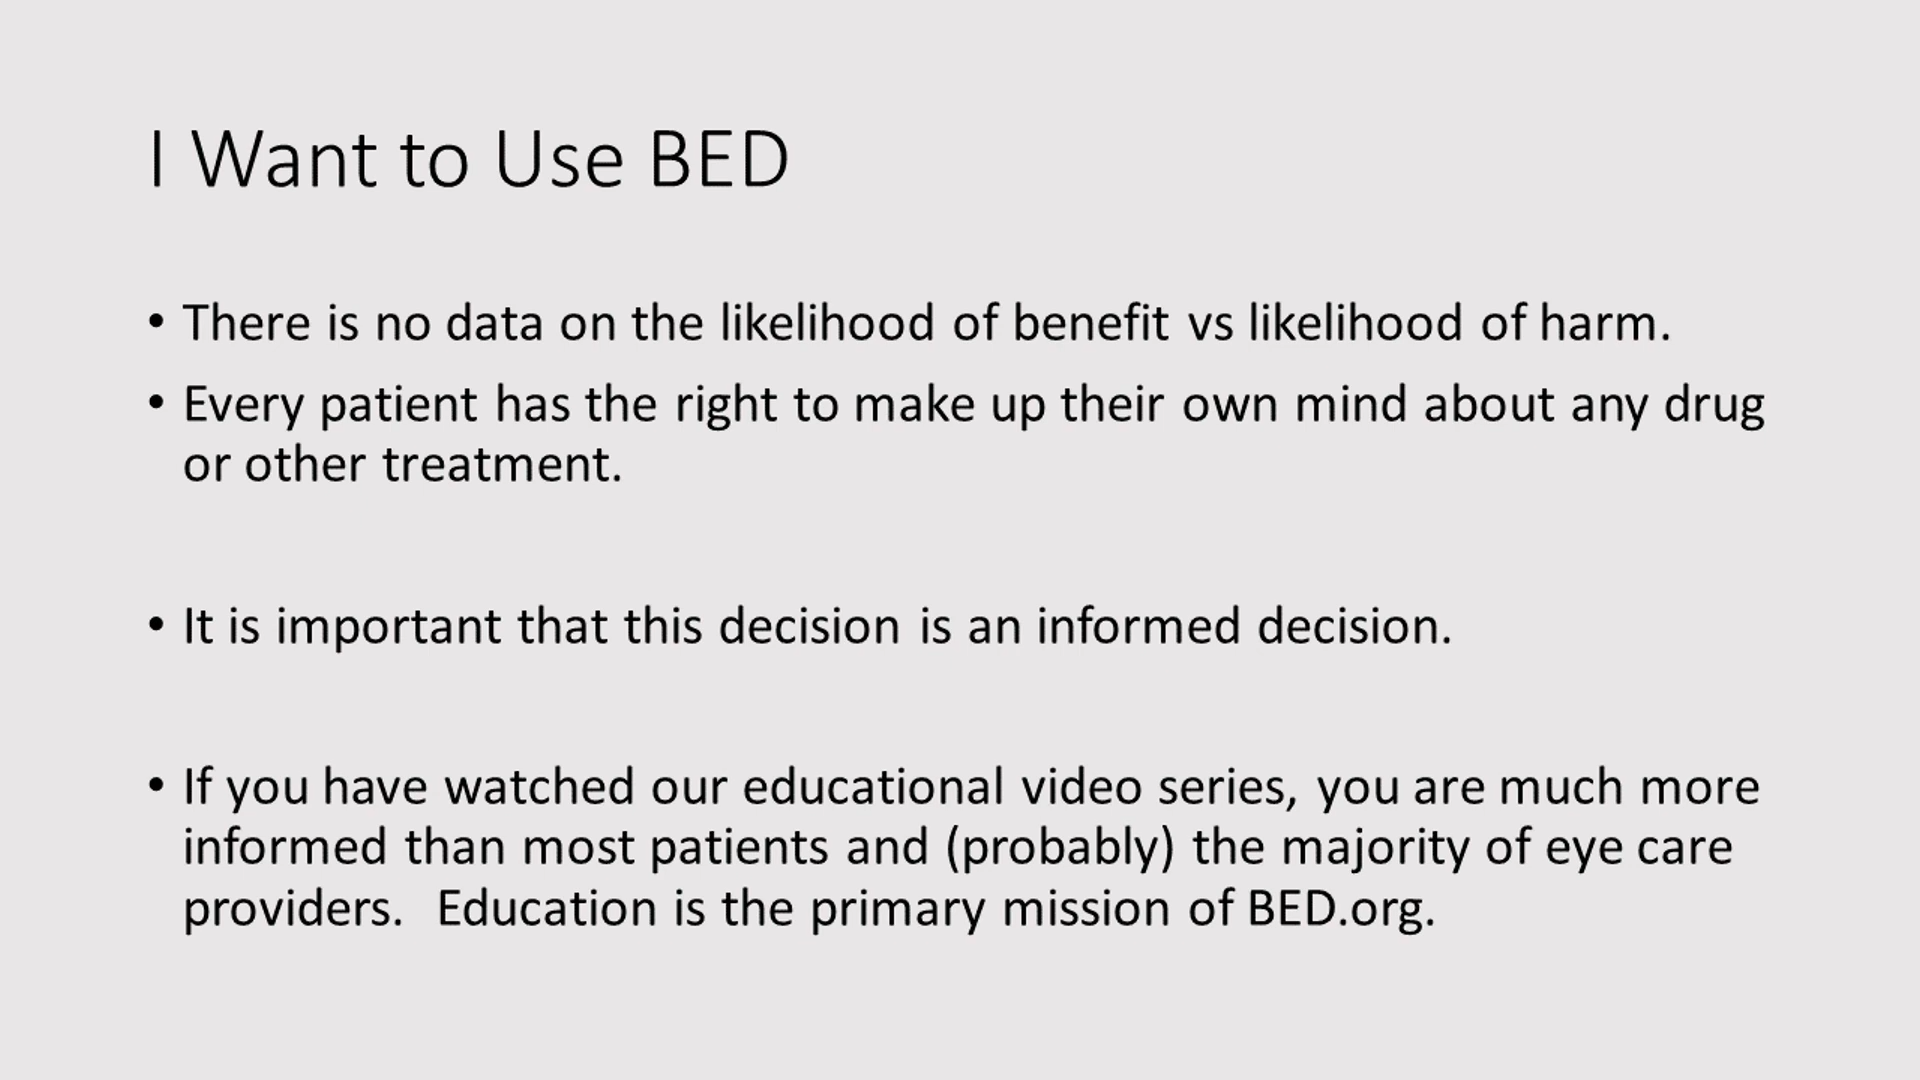 I Want to Use BED
• There is no data on the likelihood of benefit vs likelihood of harm.
• Every patient has the right to make up their own mind about any drug
or other treatment.
• It is important that this decision is an informed decision.
• If you have watched our educational video series, you are much more
informed than most patients and (probably) the majority of eye care
providers.  Education is the primary mission of BED.org.